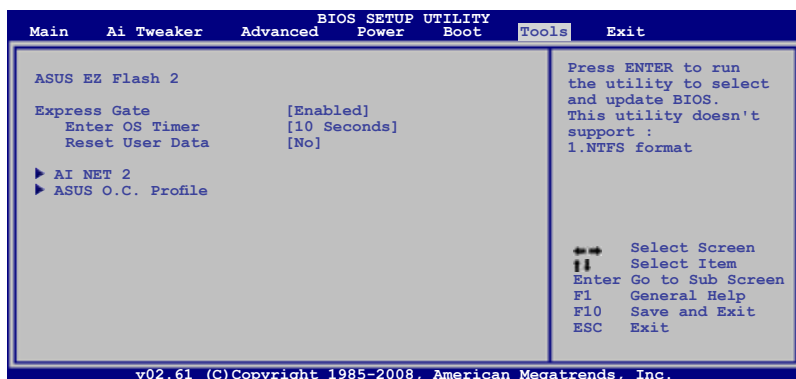 BIOS SETUP UTILITY
Main Ai Tweaker Advanced Power Boot Tools Exit
ASUS EZ Flash 2
Express Gate [Enabled]
Enter OS Timer [10 Seconds]
Reset User Data [No]
AI NET 2
ASUS O.C. Profile
Press ENTER to run
the utility to select
and update BIOS.
This utility doesn't
support :
1.NTFS format
Select Screen
Select Item
Enter Go to Sub Screen
F1 General Help
F10 Save and Exit
ESC Exit
v02.61 (C)Copyright 1985-2008, American Megatrends, Inc.